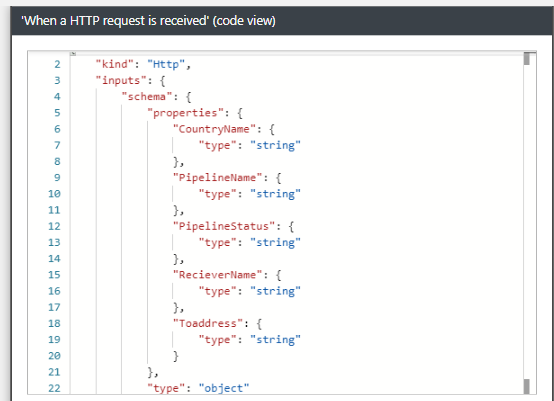 'When a HTTP request is received' (code view)
2 "kind": "Http",
3 "inputs": {
4 "schema": {
5 "properties": {
6 "CountryName": {
7 "type": "string"
8 },
9 "PipelineName": {
10 "type": "string"
11 },
12 "PipelineStatus": {
13 "type": "string"
14 },
15 "RecieverName": {
16 "type": "string"
17 },
18 "Toaddress": {
19 "type": "string"
20 }
21 },
22 "type": "object"